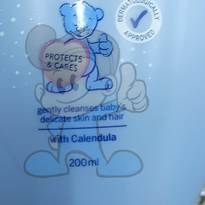 DERMATOLOGICALLY
APPROVED
PROTECTS
& CARES
gently cleanses baby's
delicate skin and hair
with Calendula
200ml